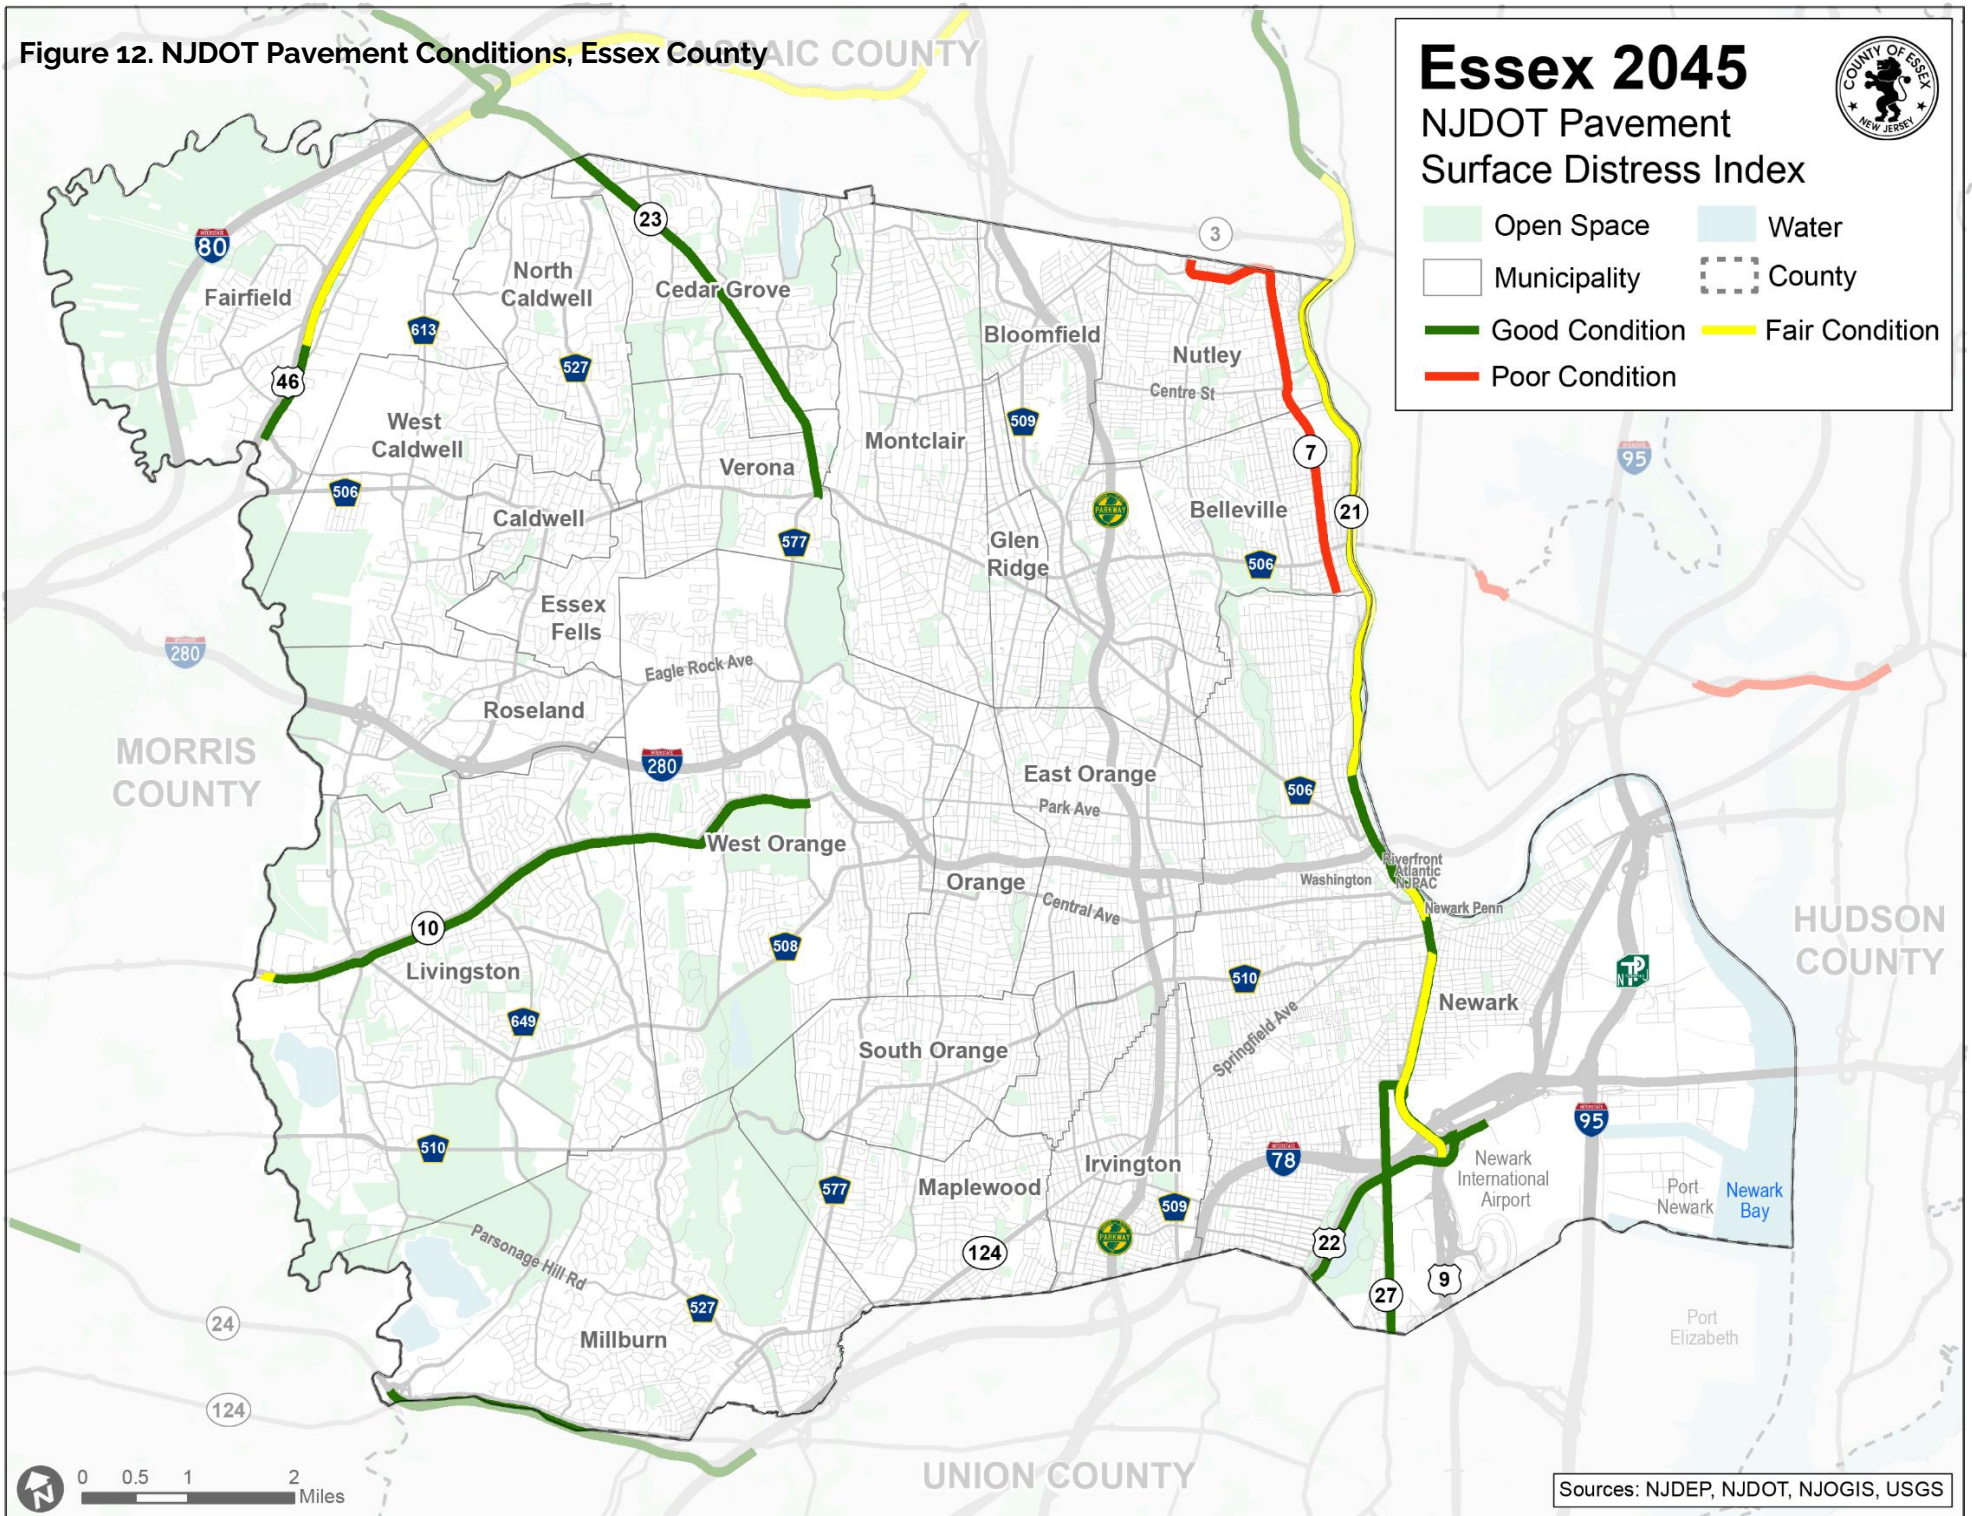 Figure 12. NJDOT Pavement Conditions, Essex County
PASSAIC COUNTY
Essex 2045
NJDOT Pavement
Surface Distress Index
COUNTY OF ESSEX
NEW JERSEY
Open Space
Water
Municipality
County
Good Condition
Fair Condition
Poor Condition
23
3
INTERSTATE
80
Fairfield
North
Caldwell
Cedar Grove
613
527
46
Bloomfield
Nutley
Centre St
West
Caldwell
509
Montclair
7
95
Verona
506
Caldwell
577
PARKWAY
Belleville
21
Glen
Ridge
506
Essex
Fells
280
Eagle Rock Ave
Roseland
MORRIS
COUNTY
INTERSTATE
280
East Orange
Park Ave
506
West Orange
Riverfront
Atlantic
NJPAC
Washington
Orange
Central Ave
Newark Penn
10
508
HUDSON
COUNTY
Livingston
510
NTP
Newark
649
Springfield Ave
South Orange
INTERSTATE
95
510
INTERSTATE
78
Irvington
Newark
International
Airport
577
Maplewood
509
Port
Newark
Newark
Bay
PARKWAY
Parsonage Hill Rd
124
22
9
27
527
24
Millburn
Port
Elizabeth
124
UNION COUNTY
N
0 0.5 1 2
Miles
Sources: NJDEP, NJDOT, NJOGIS, USGS